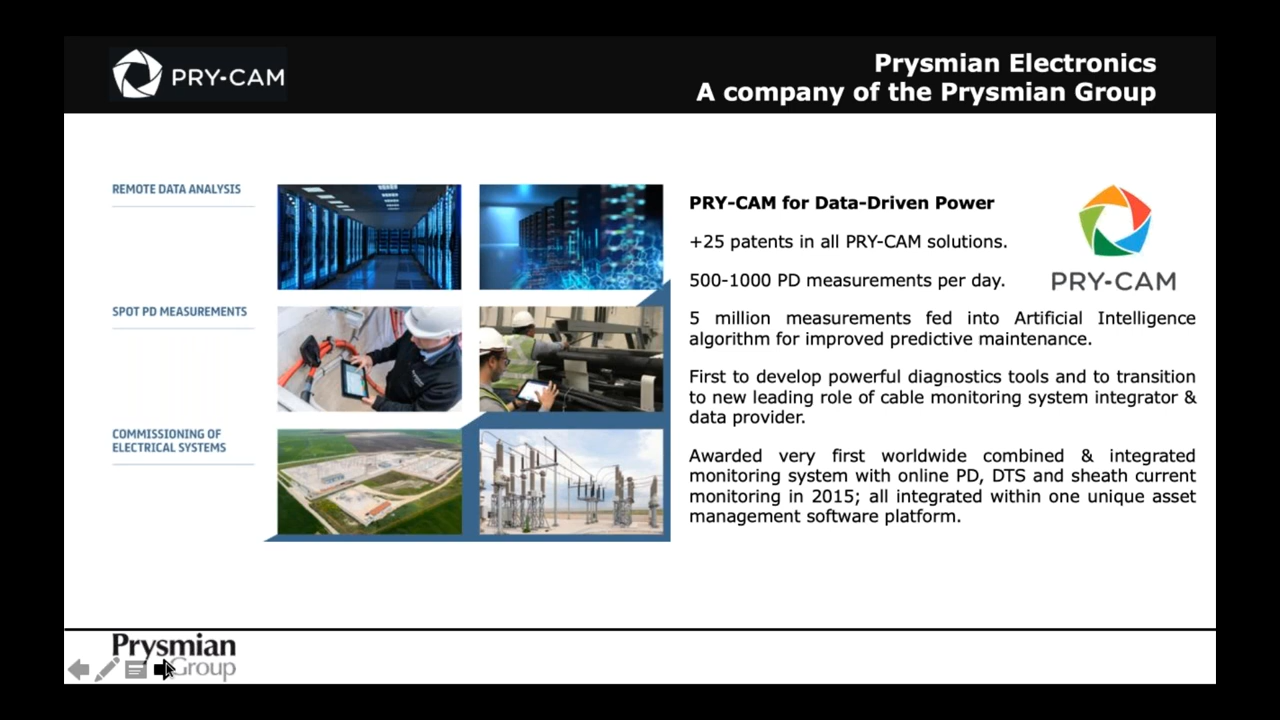 PRY-CAM
Prysmian Electronics
A company of the Prysmian Group
REMOTE DATA ANALYSIS
SPOT PD MEASUREMENTS
COMMISSIONING OF
ELECTRICAL SYSTEMS
PRY-CAM for Data-Driven Power
+25 patents in all PRY-CAM solutions.
500-1000 PD measurements per day.
PRY-CAM
5 million measurements fed into Artificial Intelligence
algorithm for improved predictive maintenance.
First to develop powerful diagnostics tools and to transition
to new leading role of cable monitoring system integrator &
data provider.
Awarded very first worldwide combined & integrated
monitoring system with online PD, DTS and sheath current
monitoring in 2015; all integrated within one unique asset
management software platform.
Prysmian
Group